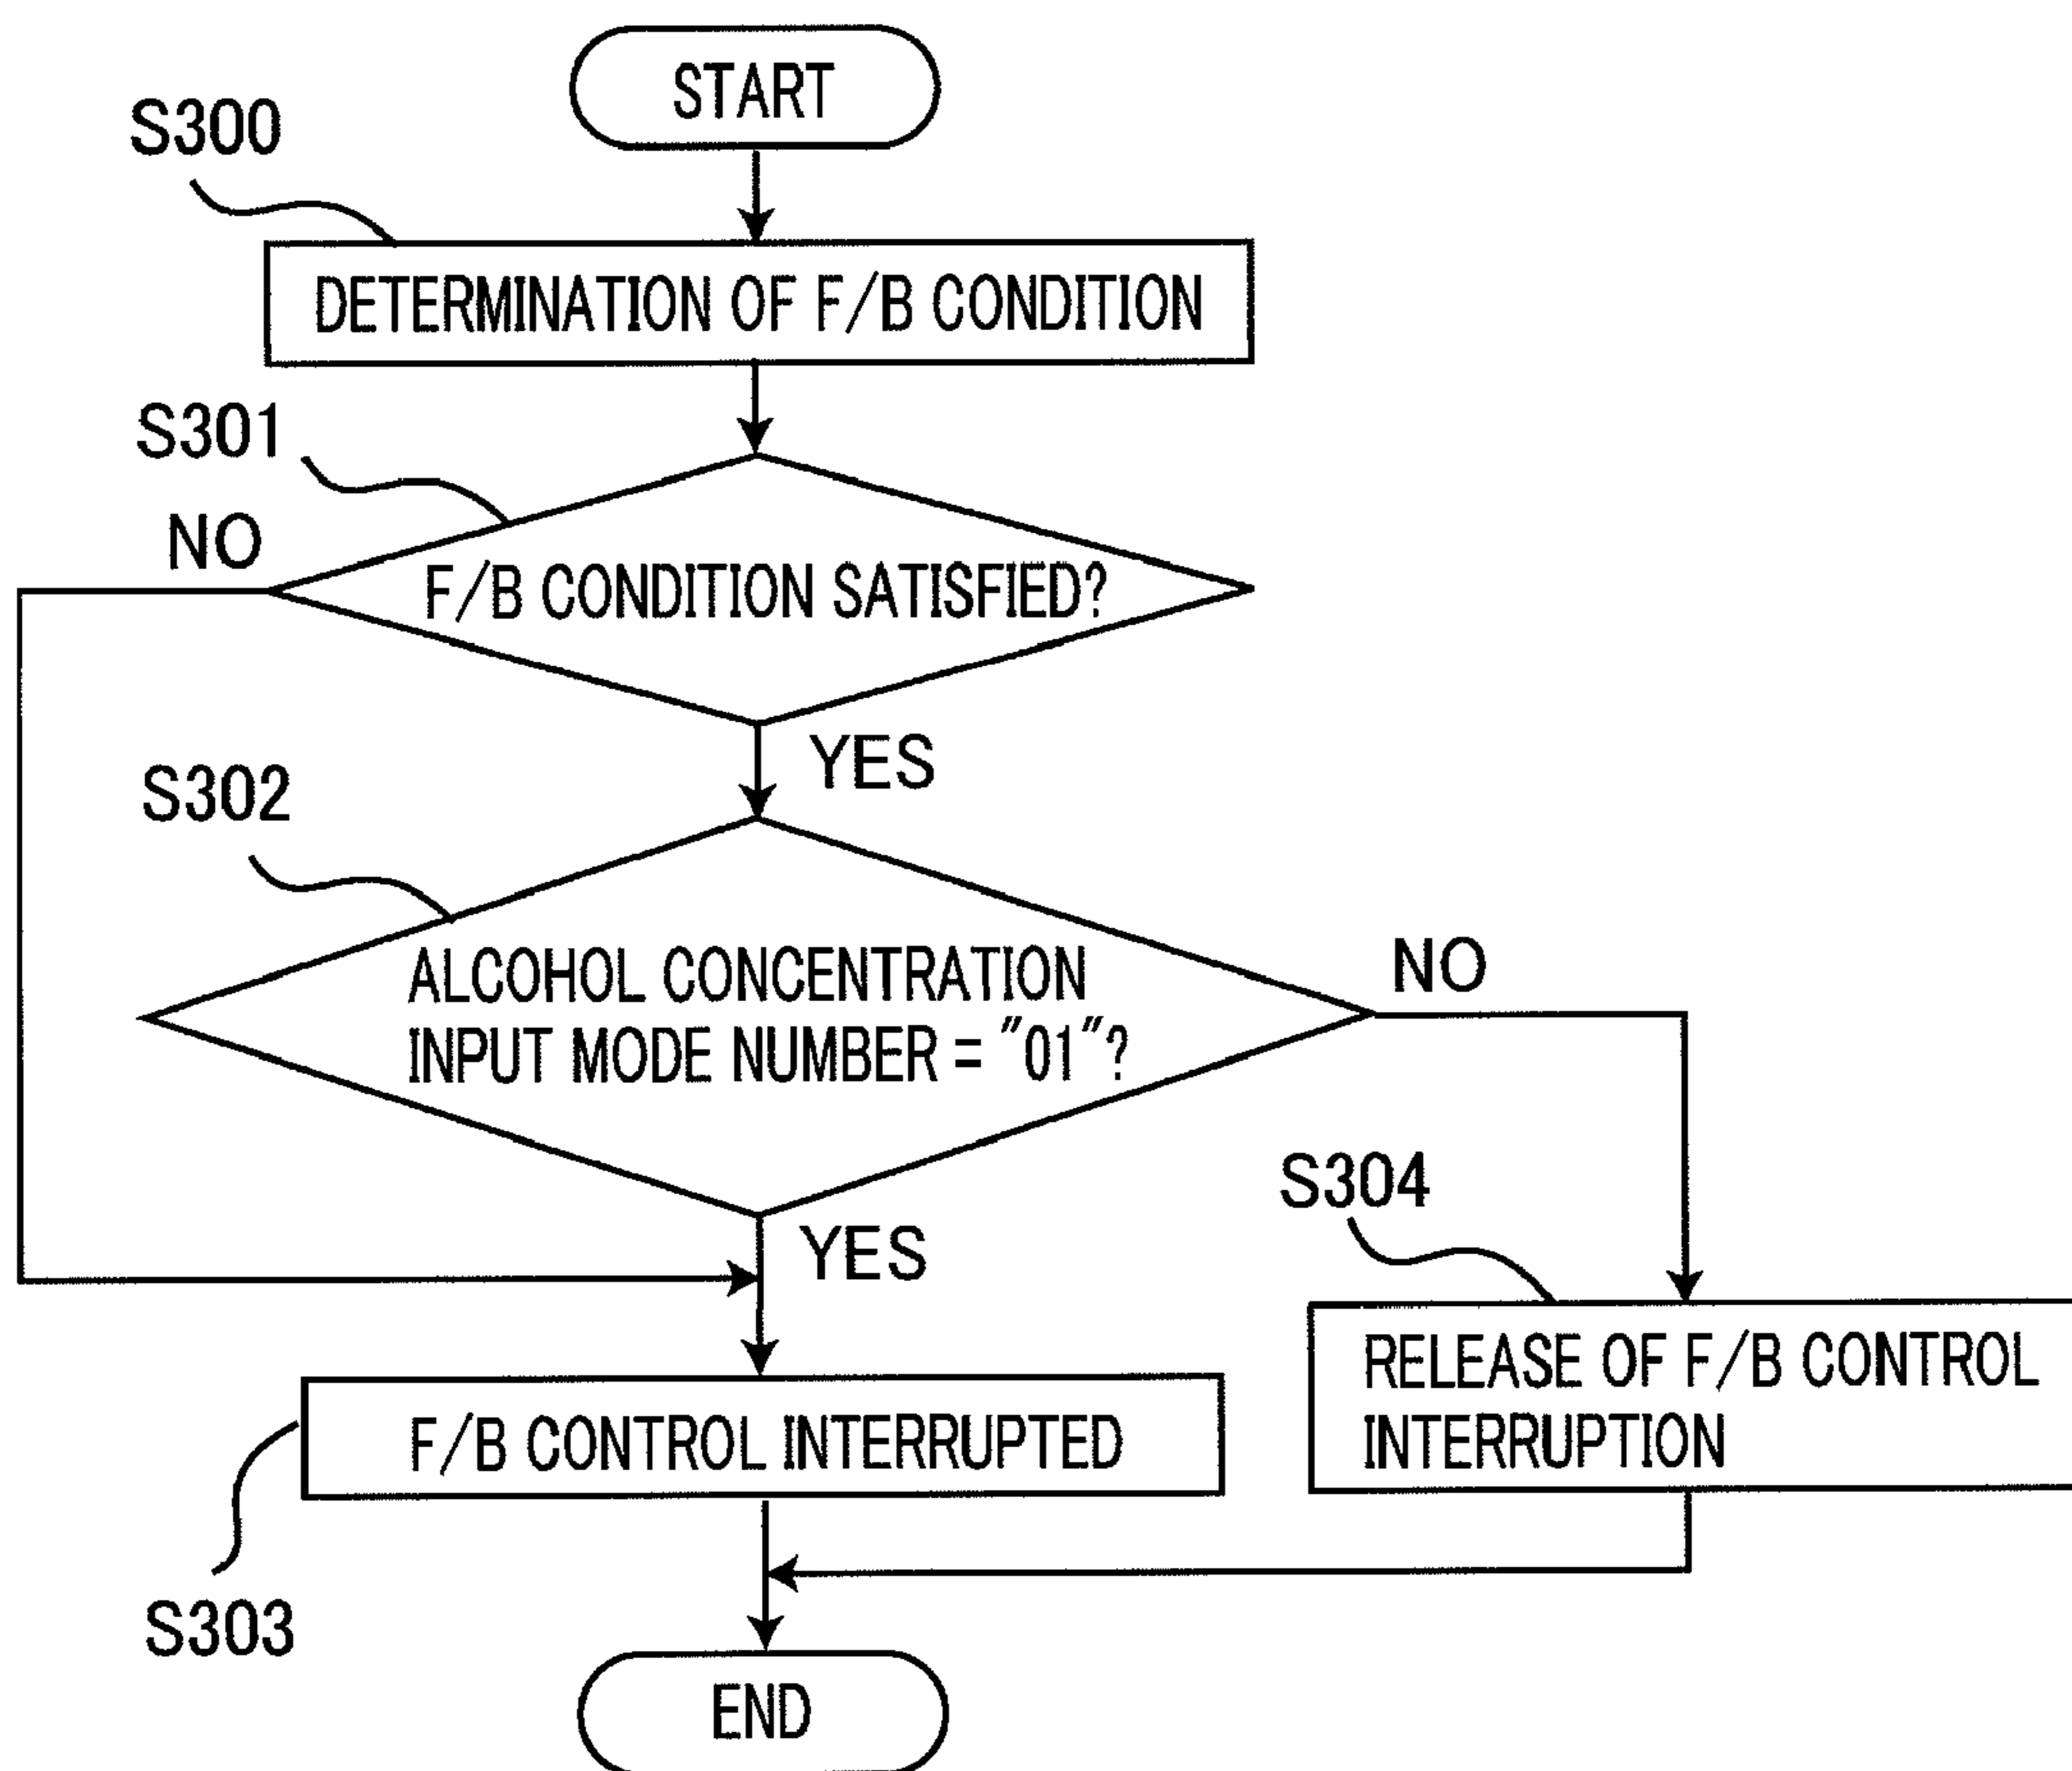 START
S300
DETERMINATION OF F/B CONDITION
S301
NO
F/B CONDITION SATISFIED?
YES
S302
ALCOHOL CONCENTRATION
INPUT MODE NUMBER = "01"?
NO
YES
S304
RELEASE OF F/B CONTROL
INTERRUPTION
F/B CONTROL INTERRUPTED
S303
END